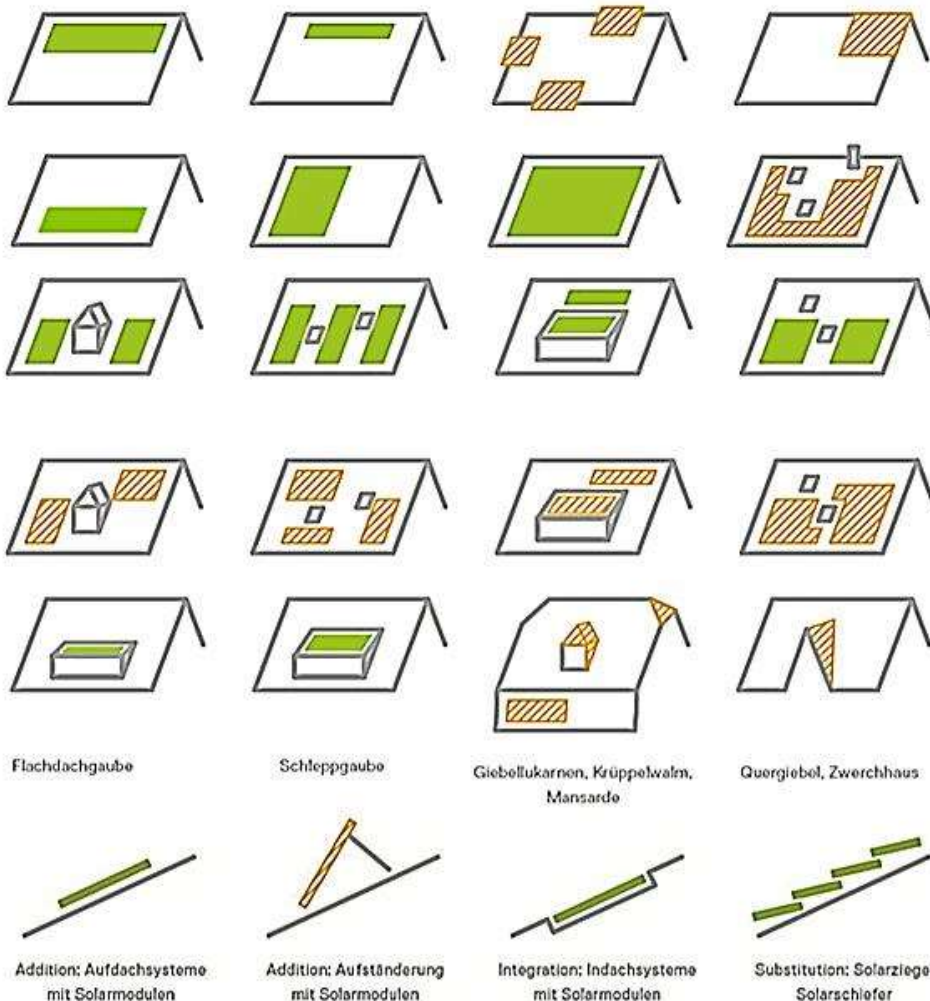 Flachdachgaube
Schleppgaube
Giebellukarnen, Krüppelwalm,
Mansarde
Quergiebel, Zwerchhaus
Addition: Aufdachsysteme
mit Solarmodulen
Addition: Aufständerung
mit Solarmodulen
Integration: Indachsysteme
mit Solarmodulen
Substitution: Solarziege
Solarschiefer